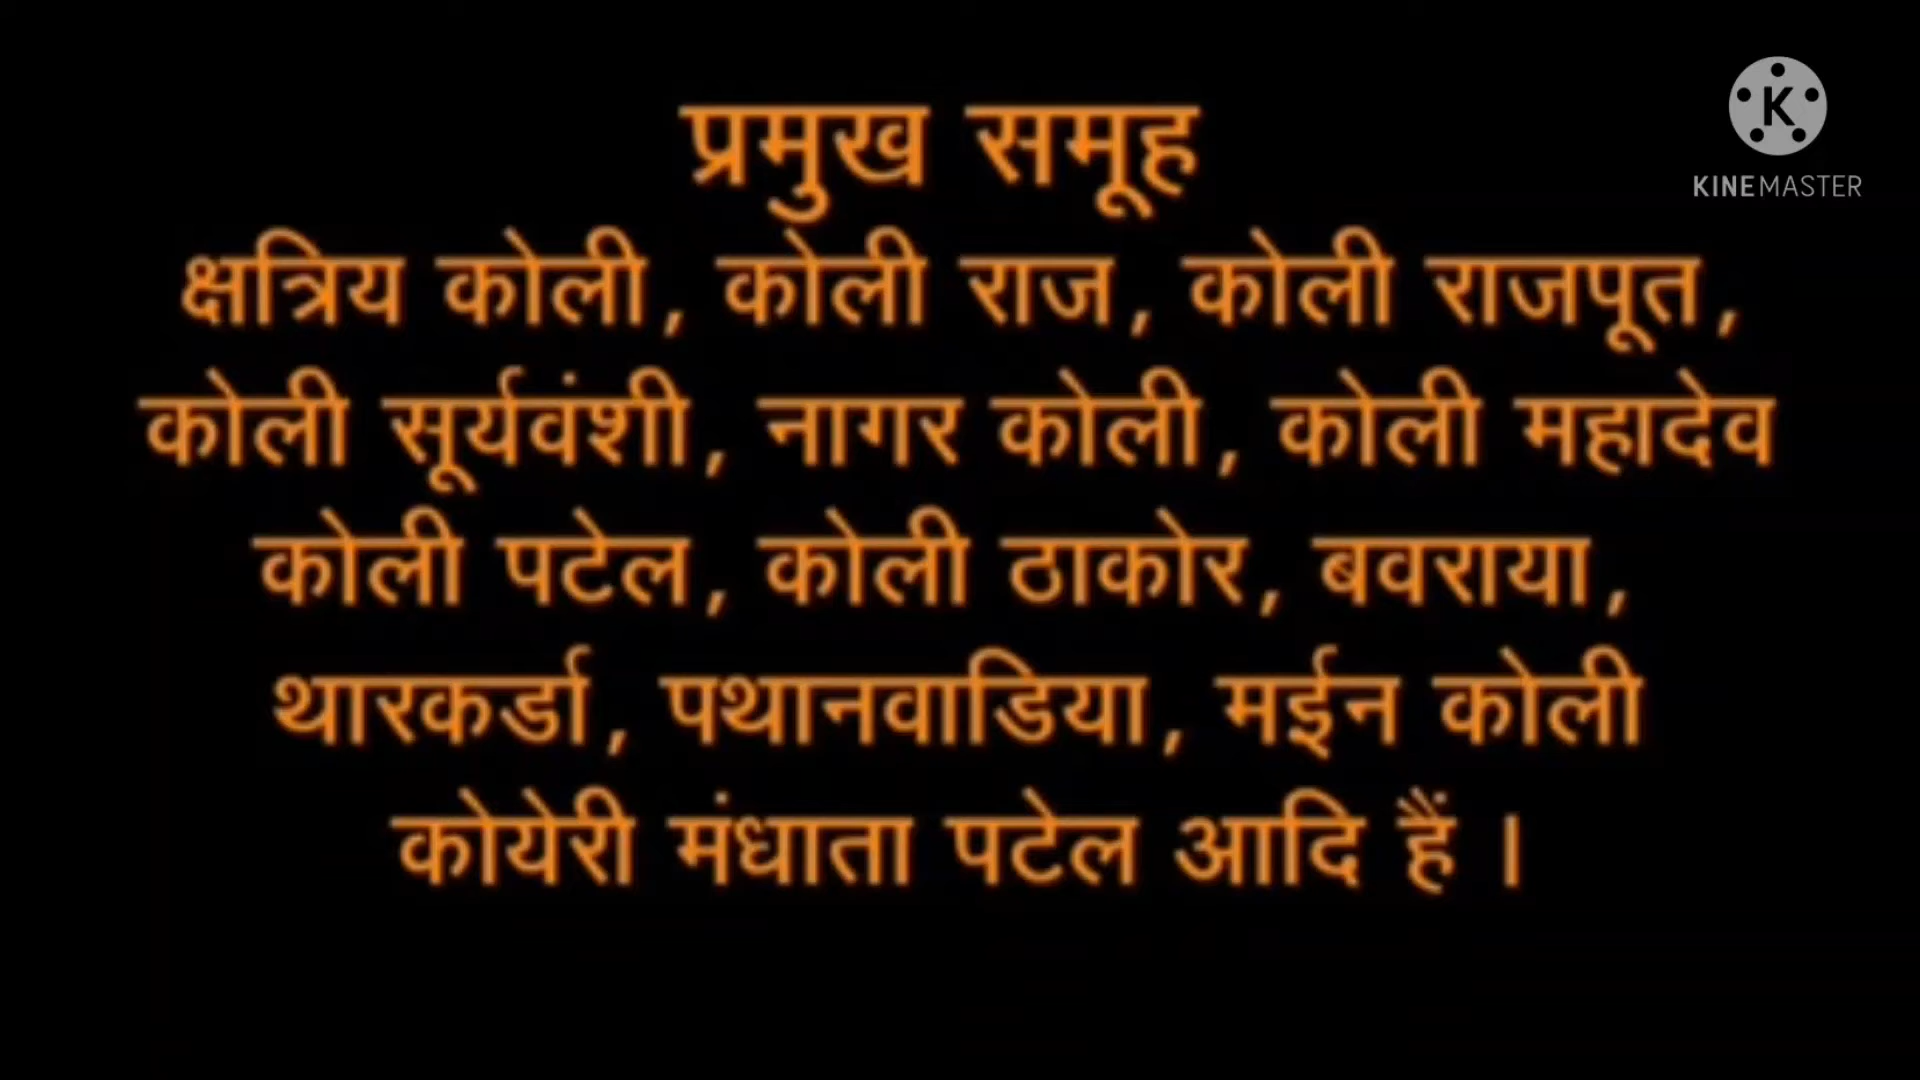 प्रमुख समूह
K
KINEMASTER
क्षत्रिय कोली, कोली राज, कोली राजपूत,
कोली सूर्यवंशी, नागर कोली, कोली महादेव
कोली पटेल, कोली ठाकोर, बवराया,
थारकर्डा, पथानवाडिया, मईन कोली
कोयेरी मंधाता पटेल आदि हैं ।